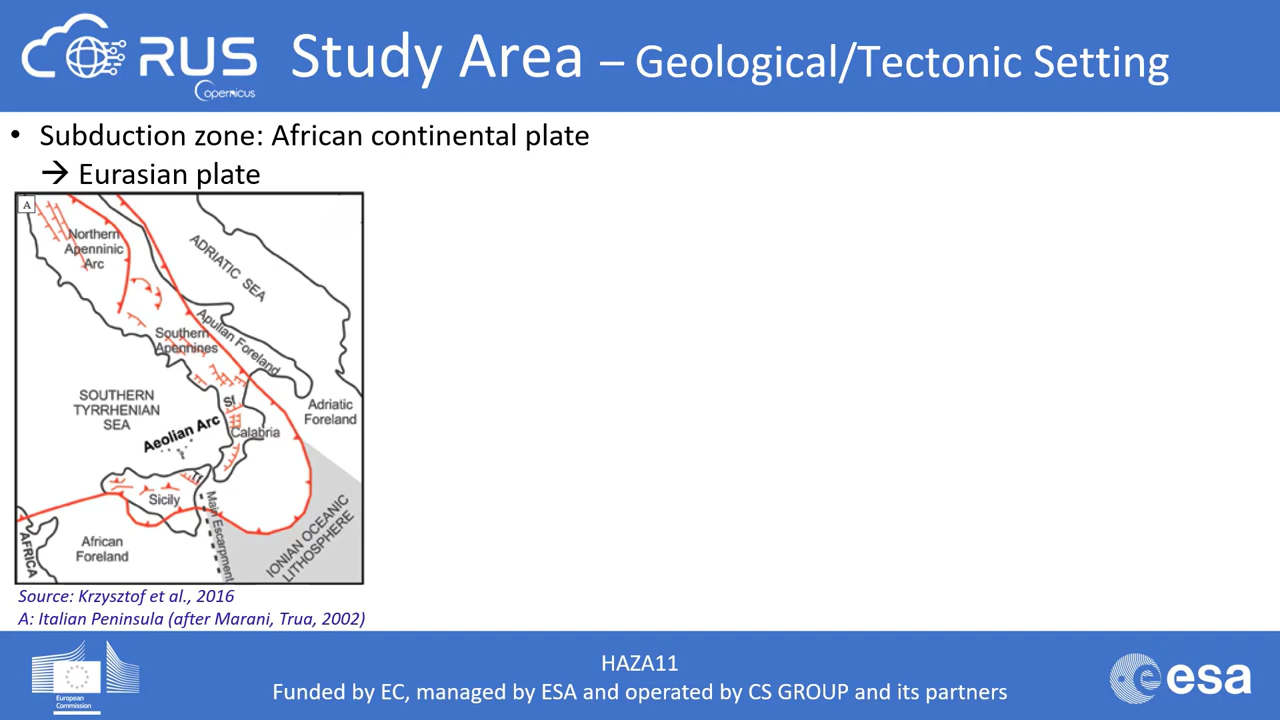 RUS
Copernicus
Study Area – Geological/Tectonic Setting
• Subduction zone: African continental plate
→ Eurasian plate
A
Northern
Apenninic
Arc
ADRIATIC SEA
Southern
Apennines
Apulian Foreland
SOUTHERN
TYRRHENIAN
SEA
Sl
Adriatic
Foreland
Aeolian Arc
Calabria
Sicily
Main Escarpment
IONIAN OCEANIC
LITHOSPHERE
AFRICA
African
Foreland
Source: Krzysztof et al., 2016
A: Italian Peninsula (after Marani, Trua, 2002)
European
Commission
HAZA11
Funded by EC, managed by ESA and operated by CS GROUP and its partners
esa